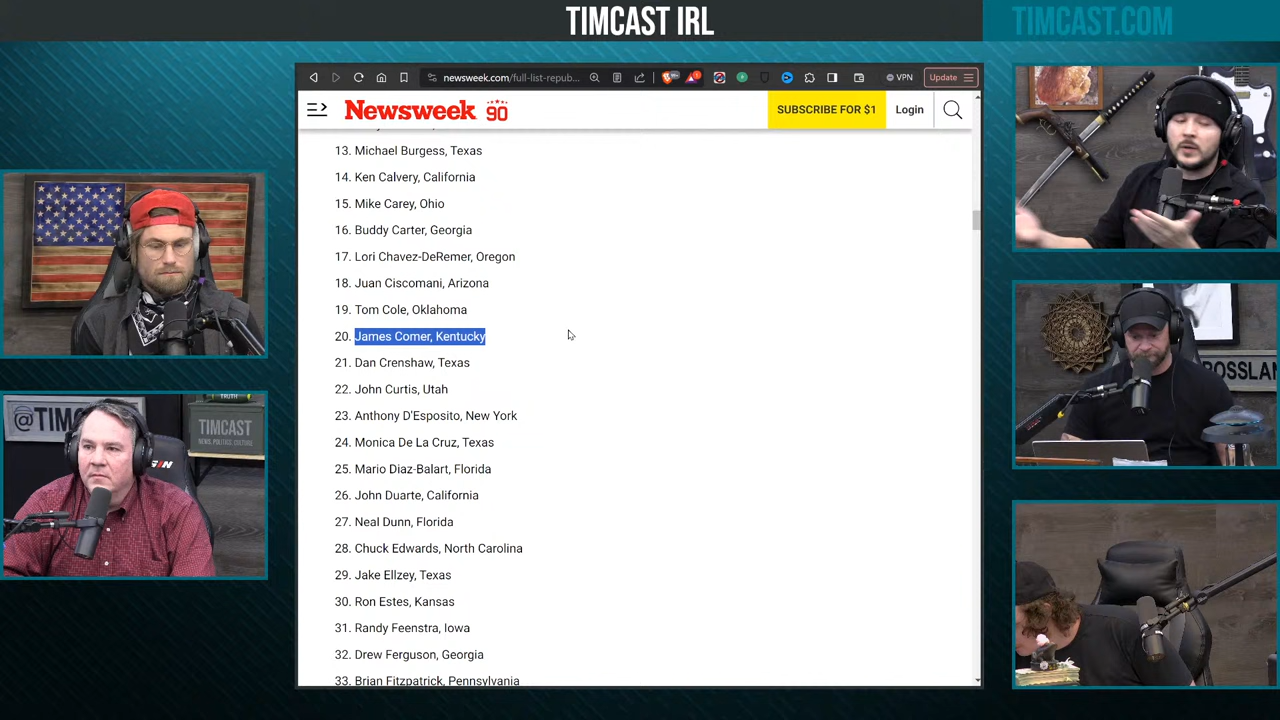 TIMCAST IRL
TIMCAST.COM
newsweek.com/full-list-repub...
VPN
Update
Newsweek 90
SUBSCRIBE FOR $1
Login
13. Michael Burgess, Texas
14. Ken Calvery, California
15. Mike Carey, Ohio
16. Buddy Carter, Georgia
17. Lori Chavez-DeRemer, Oregon
18. Juan Ciscomani, Arizona
19. Tom Cole, Oklahoma
20. James Comer, Kentucky
21. Dan Crenshaw, Texas
22. John Curtis, Utah
23. Anthony D'Esposito, New York
24. Monica De La Cruz, Texas
25. Mario Diaz-Balart, Florida
26. John Duarte, California
27. Neal Dunn, Florida
28. Chuck Edwards, North Carolina
29. Jake Ellzey, Texas
30. Ron Estes, Kansas
31. Randy Feenstra, Iowa
32. Drew Ferguson, Georgia
33. Brian Fitzpatrick, Pennsylvania
@TIM
TRUTH
TIMCAST
NEWS, POLITICS, CULTURE